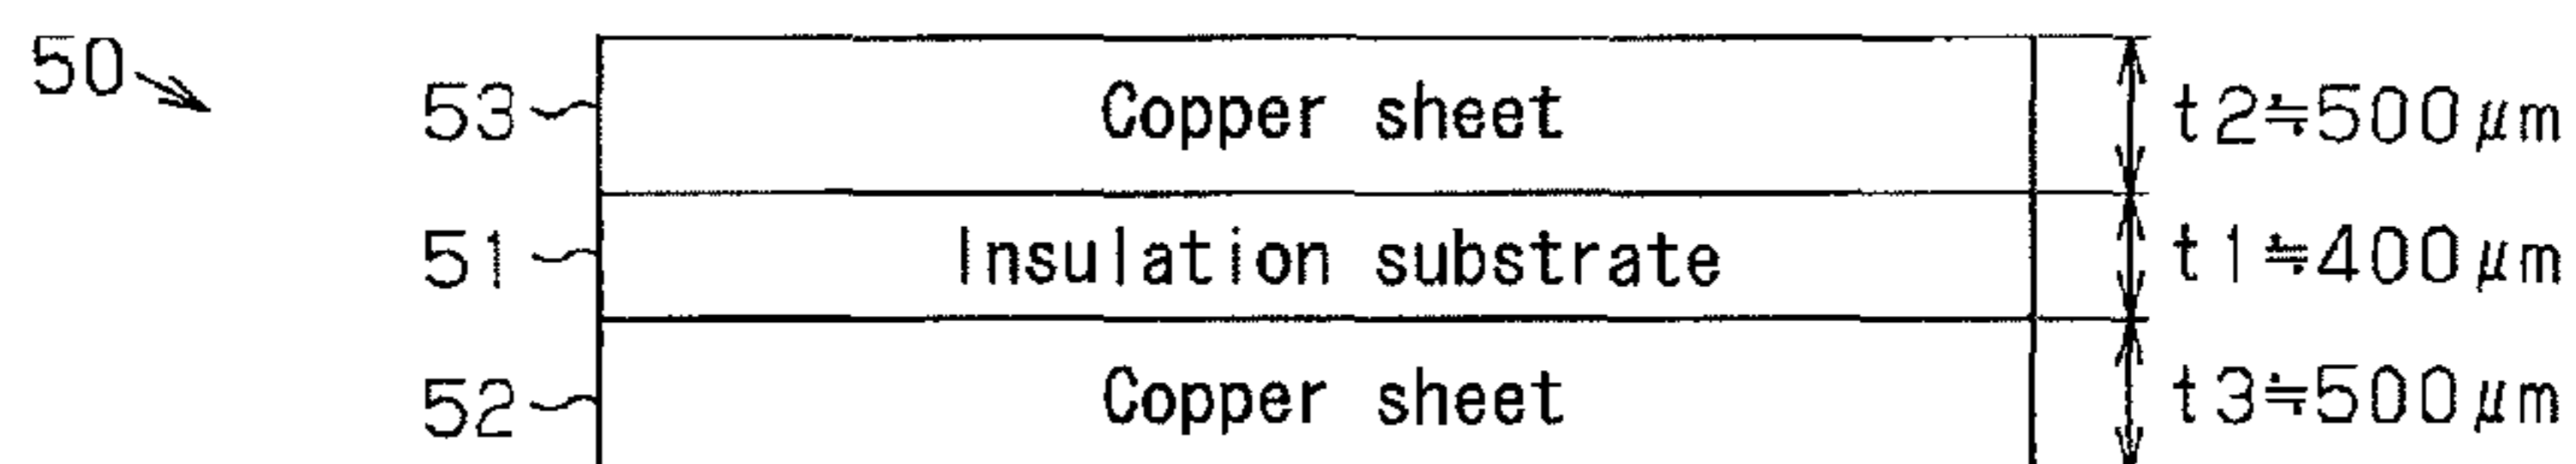 50
53 Copper sheet t2≒500μm
51 Insulation substrate t1≒400μm
52 Copper sheet t3≒500μm